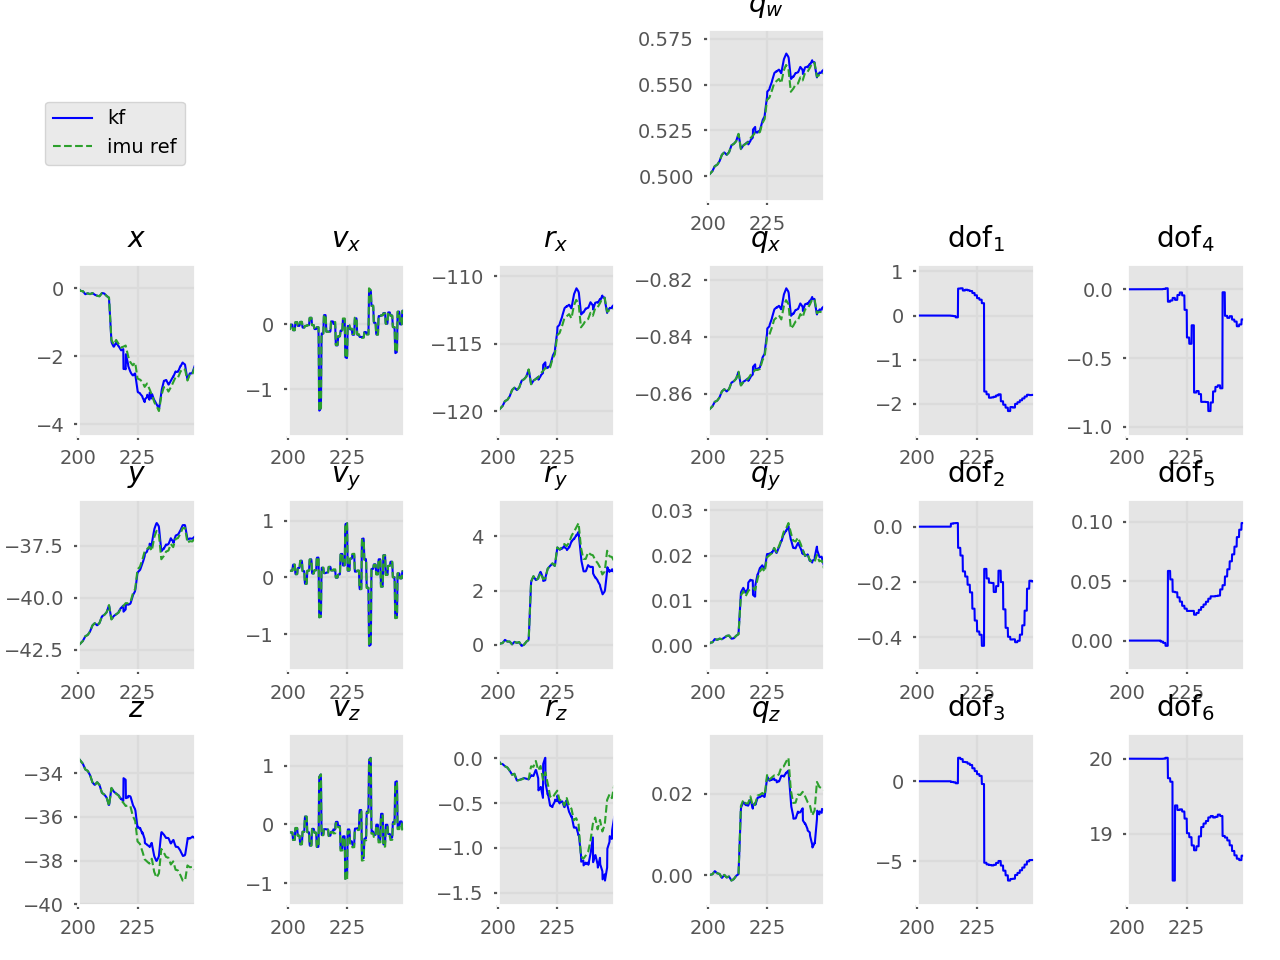 q_w
0.575
0.550
0.525
0.500
200 225
kf
imu ref
x v_x r_x q_x dof_1 dof_4
0 −2 −4
200 225
0 −1
200 225
−110 −115 −120
200 225
−0.82 −0.84 −0.86
200 225
1 0 −1 −2
200 225
0.0 −0.5 −1.0
200 225
y v_y r_y q_y dof_2 dof_5
−37.5 −40.0 −42.5
200 225
1 0 −1
200 225
4 2 0
200 225
0.03 0.02 0.01 0.00
200 225
0.0 −0.2 −0.4
200 225
0.10 0.05 0.00
200 225
z v_z r_z q_z dof_3 dof_6
−34 −36 −38 −40
200 225
1 0 −1
200 225
0.0 −0.5 −1.0 −1.5
200 225
0.02 0.00
200 225
0 −5
200 225
20 19
200 225